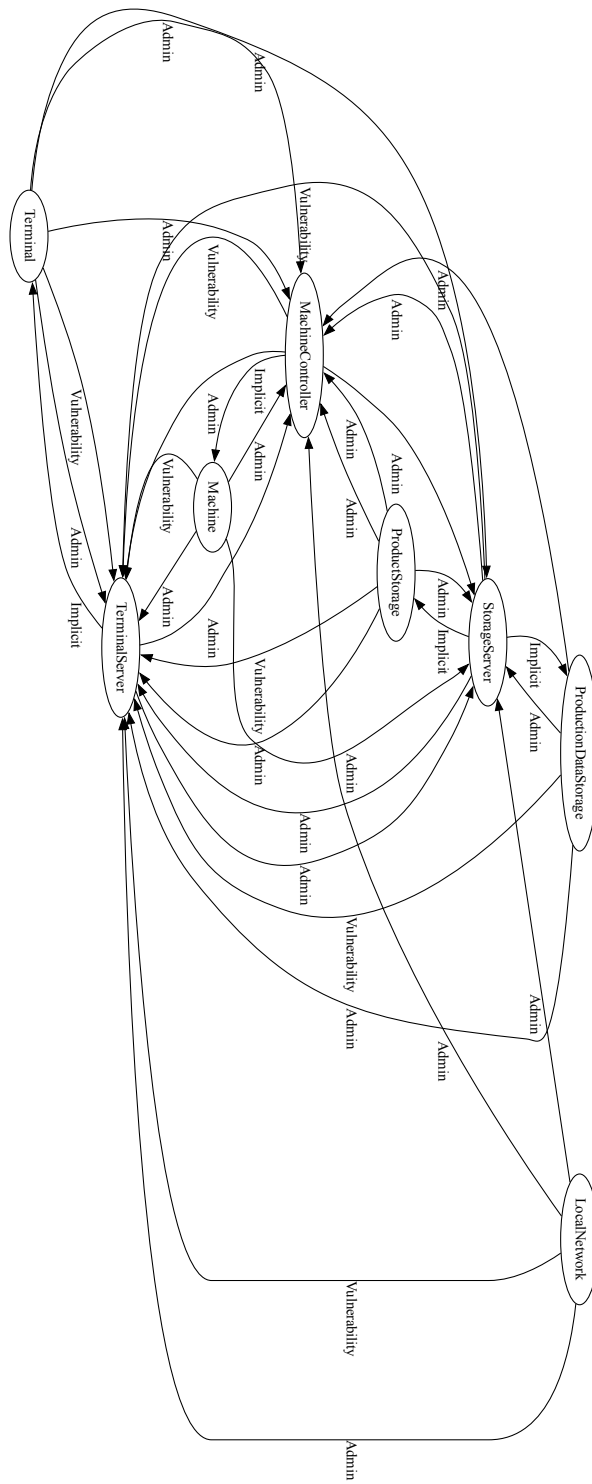 ProductionDataStorage
LocalNetwork
Implicit
Admin
Admin
StorageServer
Admin
Admin
Implicit
Admin
Admin
Admin
ProductStorage
Admin
Admin
Admin
Vulnerability
Admin
Vulnerability
Admin
Vulnerability
MachineController
Admin
Admin
Admin
Implicit
Admin
Vulnerability
Admin
Vulnerability
Admin
Machine
Admin
Admin
Admin
Vulnerability
Admin
TerminalServer
Vulnerability
Admin
Implicit
Terminal